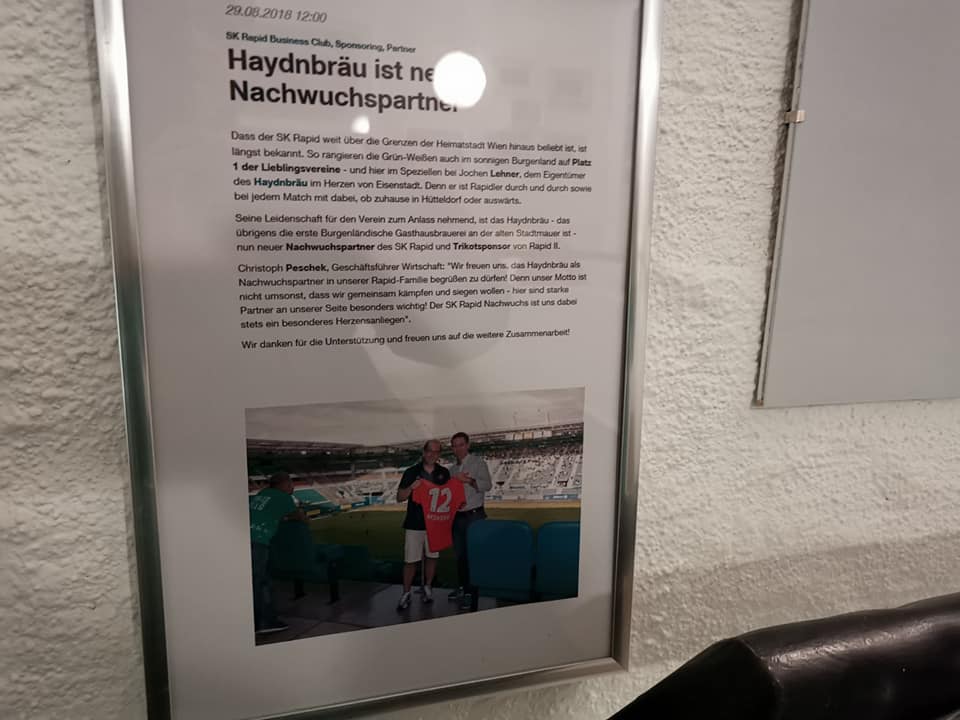 29.08.2018 12:00
SK Rapid Business Club, Sponsoring, Partner
Haydnbräu ist
Nachwuchspartner
Dass der SK Rapid weit über die Grenzen der Heimatstadt Wien hinaus beliebt ist, ist
längst bekannt. So rangieren die Grün-Weißen auch im sonnigen Burgenland auf Platz
1 der Lieblingsvereine - und hier im Speziellen bei Jochen Lehner, dem Eigentümer
des Haydnbräu im Herzen von Eisenstadt. Denn er ist Rapidler durch und durch sowie
bei jedem Match mit dabei, ob zuhause in Hütteldorf oder auswärts.
Seine Leidenschaft für den Verein zum Anlass nehmend, ist das Haydnbräu - das
übrigens die erste Burgenländische Gasthausbrauerei an der alten Stadtmauer ist -
nun neuer Nachwuchspartner des SK Rapid und Trikotsponsor von Rapid II.
Christoph Peschek, Geschäftsführer Wirtschaft: "Wir freuen uns, das Haydnbräu als
Nachwuchspartner in unserer Rapid-Familie begrüßen zu dürfen! Denn unser Motto ist
nicht umsonst, dass wir gemeinsam kämpfen und siegen wollen - hier sind starke
Partner an unserer Seite besonders wichtig! Der SK Rapid Nachwuchs ist uns dabei
stets ein besonderes Herzensanliegen".
Wir danken für die Unterstützung und freuen uns auf die weitere Zusammenarbeit!
12